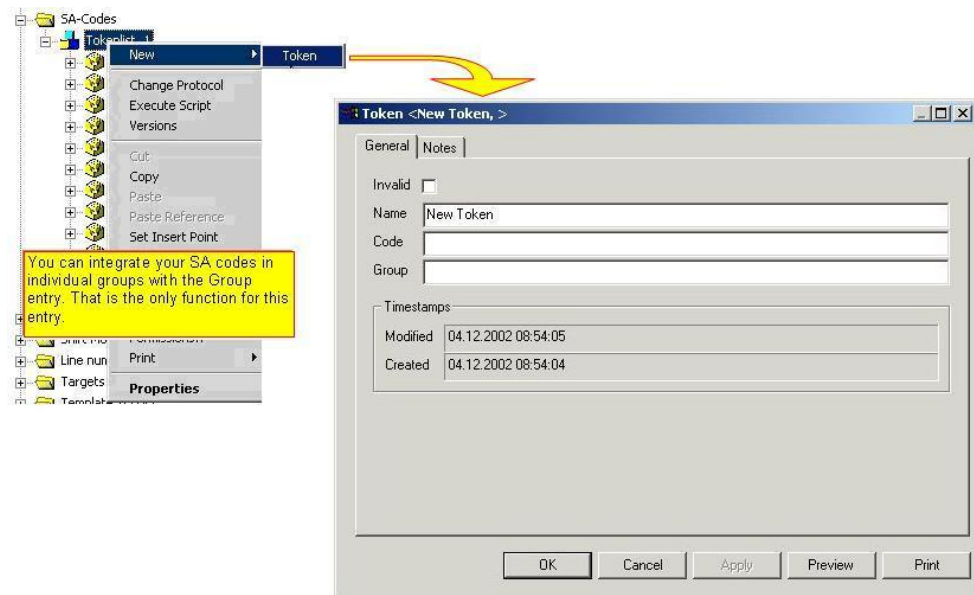 SA-Codes
Tokenlist_1
New
Token
Change Protocol
Execute Script
Versions
Cut
Copy
Paste
Paste Reference
Set Insert Point
You can integrate your SA codes in
individual groups with the Group
entry. That is the only function for this
entry.
Line num
Print
Targets
Properties
Token <New Token, >
General
Notes
Invalid
Name
New Token
Code
Group
Timestamps
Modified
04.12.2002 08:54:05
Created
04.12.2002 08:54:04
OK
Cancel
Apply
Preview
Print